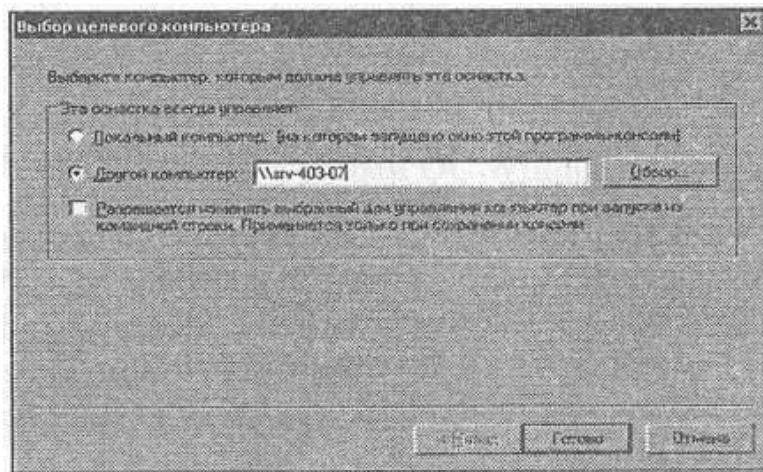 Выбор целевого компьютера
Выберите компьютер, которым должна управлять эта оснастка.
Эта оснастка всегда управляет:
Локальный компьютер: (на котором запущено окно этой программы-консоли)
Другой компьютер: \\srv-403-07 Обзор...
Разрешается изменять выбранный для управления компьютер при запуске из
командной строки. Применяется только при сохранении консоли
< Назад Готово Отмена